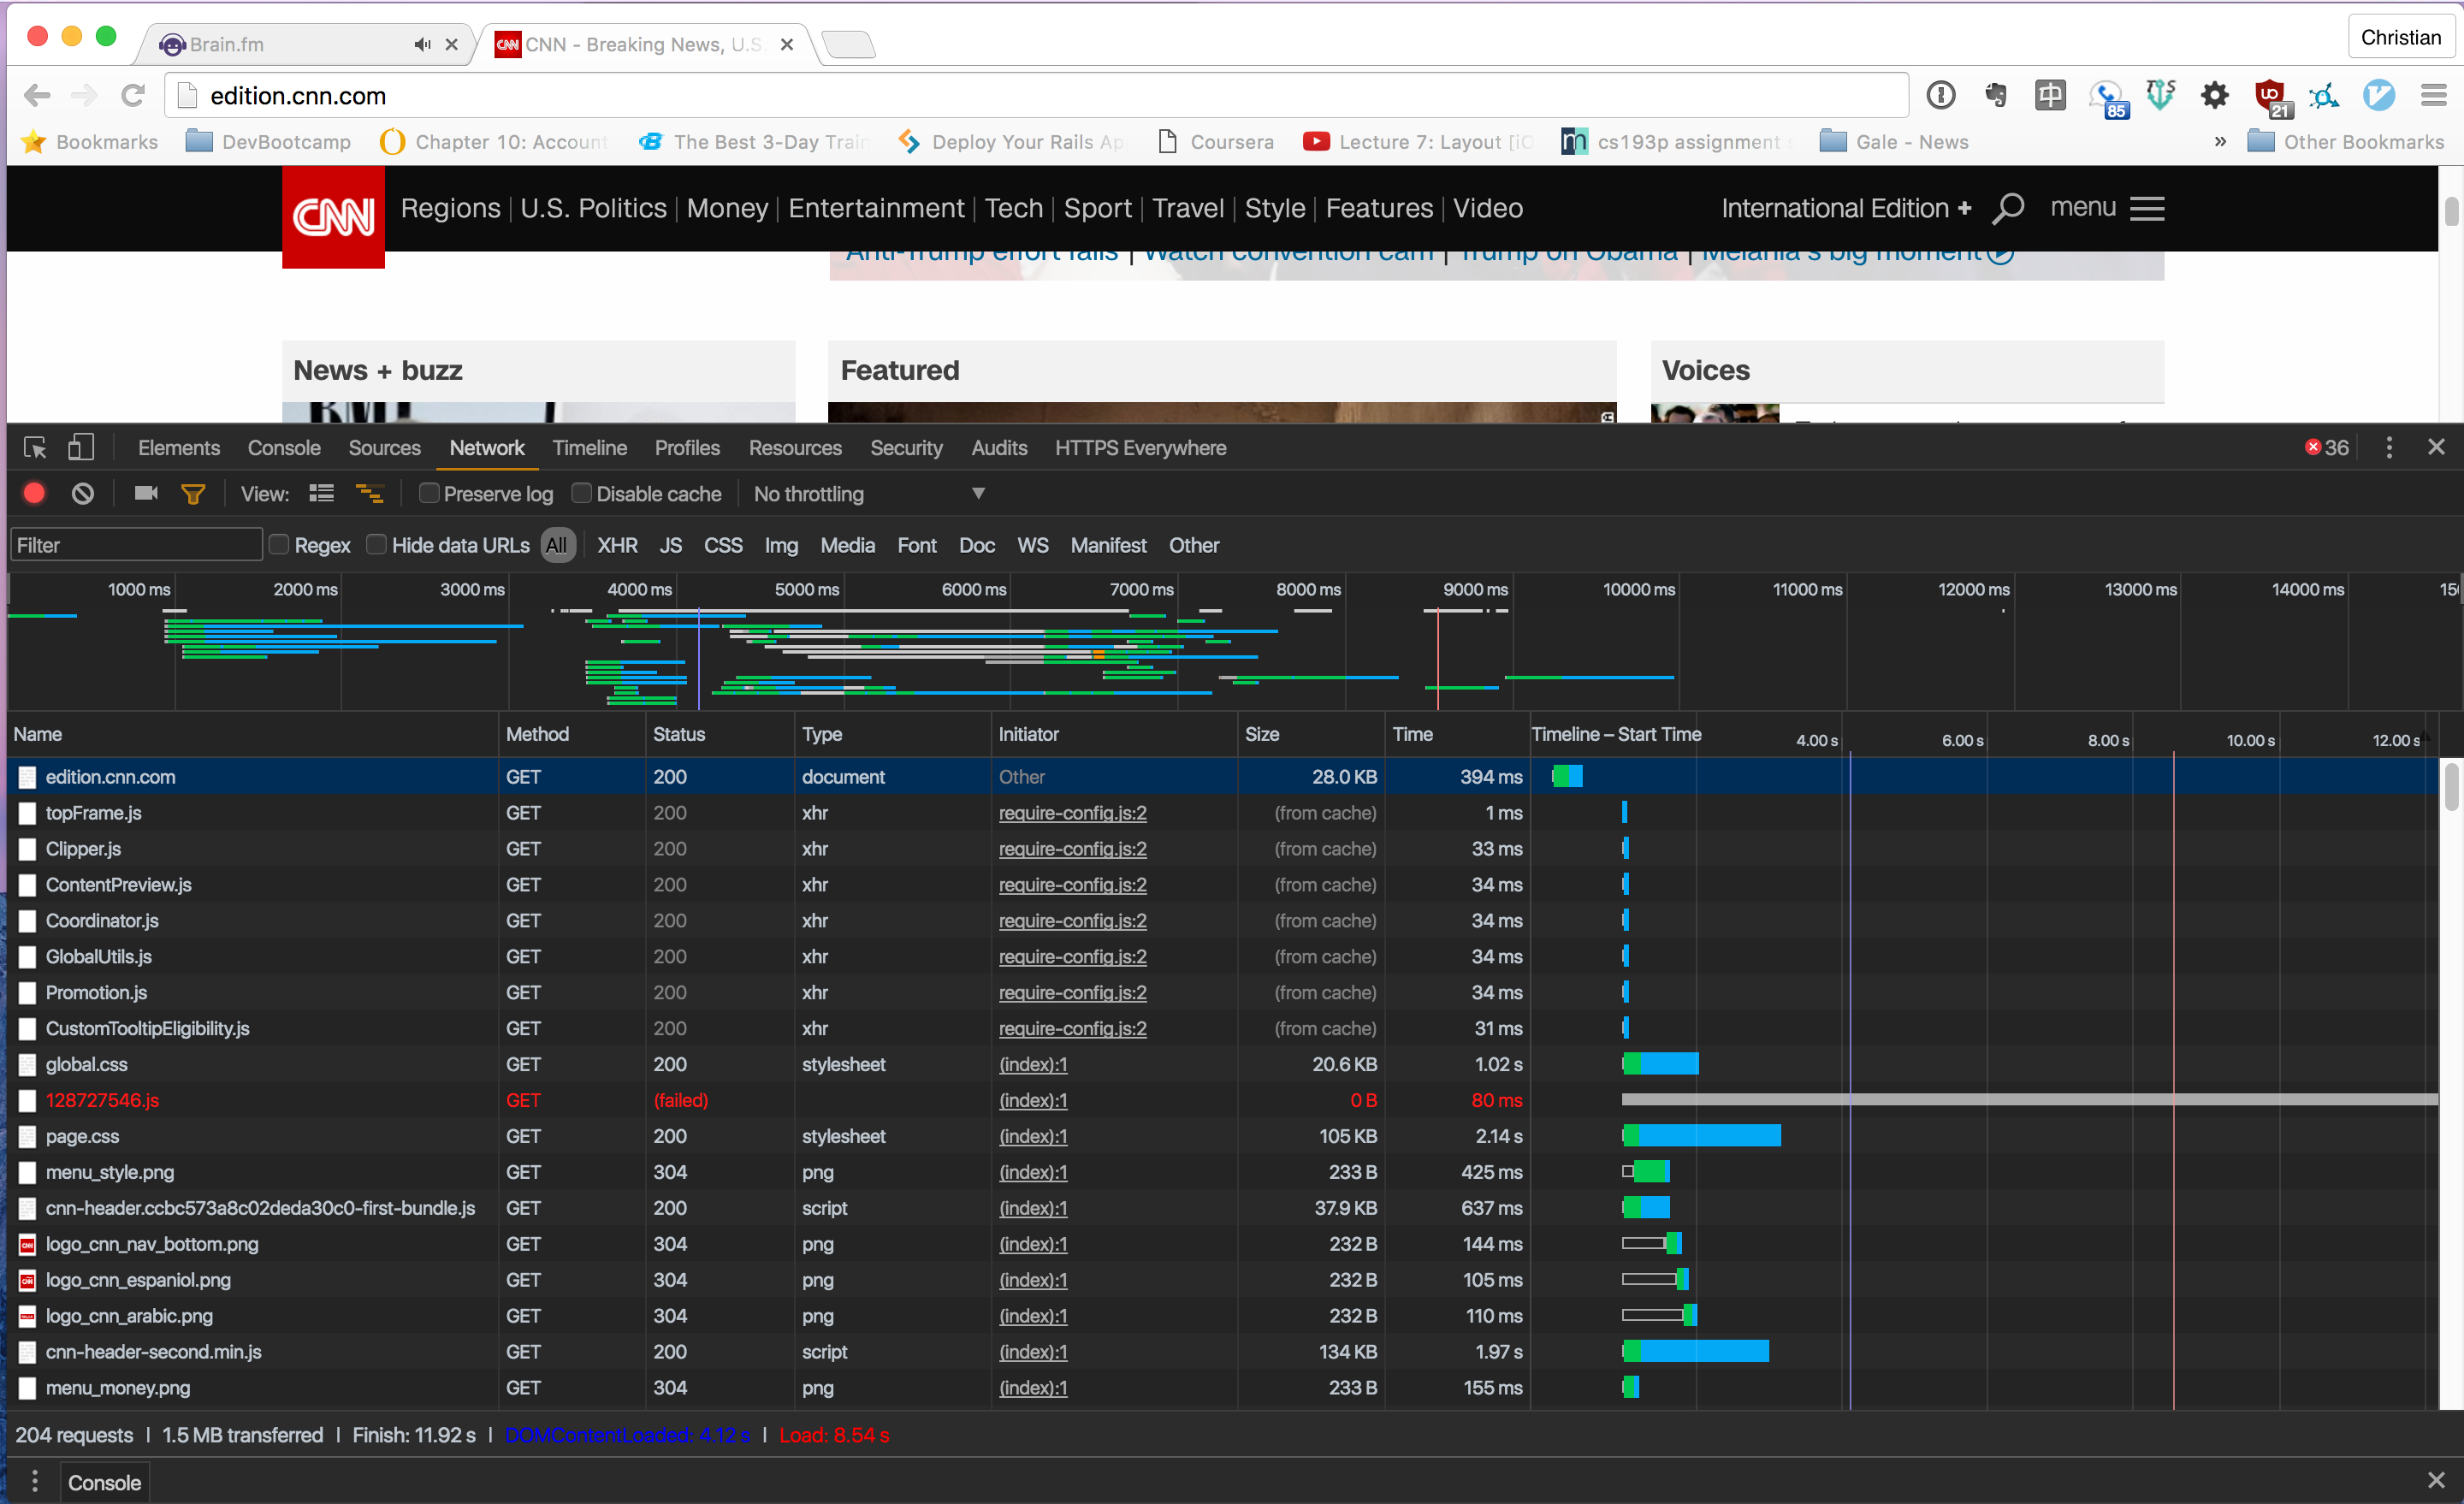 Brain.fm
CNN CNN - Breaking News, U.S.
Christian
edition.cnn.com
85
21
Bookmarks DevBootcamp Chapter 10: Account The Best 3-Day Train Deploy Your Rails Ap Coursera Lecture 7: Layout [iO cs193p assignment s Gale - News » Other Bookmarks
CNN Regions | U.S. Politics | Money | Entertainment | Tech | Sport | Travel | Style | Features | Video International Edition + menu
Anti-Trump effort fails | Watch convention cam | Trump on Obama | Melania's big moment
News + buzz Featured Voices
Elements Console Sources Network Timeline Profiles Resources Security Audits HTTPS Everywhere 36
View: Preserve log Disable cache No throttling
Filter Regex Hide data URLs All XHR JS CSS Img Media Font Doc WS Manifest Other
1000 ms 2000 ms 3000 ms 4000 ms 5000 ms 6000 ms 7000 ms 8000 ms 9000 ms 10000 ms 11000 ms 12000 ms 13000 ms 14000 ms 150
Name Method Status Type Initiator Size Time Timeline – Start Time 4.00 s 6.00 s 8.00 s 10.00 s 12.00 s
edition.cnn.com GET 200 document Other 28.0 KB 394 ms
topFrame.js GET 200 xhr require-config.js:2 (from cache) 1 ms
Clipper.js GET 200 xhr require-config.js:2 (from cache) 33 ms
ContentPreview.js GET 200 xhr require-config.js:2 (from cache) 34 ms
Coordinator.js GET 200 xhr require-config.js:2 (from cache) 34 ms
GlobalUtils.js GET 200 xhr require-config.js:2 (from cache) 34 ms
Promotion.js GET 200 xhr require-config.js:2 (from cache) 34 ms
CustomTooltipEligibility.js GET 200 xhr require-config.js:2 (from cache) 31 ms
global.css GET 200 stylesheet (index):1 20.6 KB 1.02 s
128727546.js GET (failed) (index):1 0 B 80 ms
page.css GET 200 stylesheet (index):1 105 KB 2.14 s
menu_style.png GET 304 png (index):1 233 B 425 ms
cnn-header.ccbc573a8c02deda30c0-first-bundle.js GET 200 script (index):1 37.9 KB 637 ms
logo_cnn_nav_bottom.png GET 304 png (index):1 232 B 144 ms
logo_cnn_espaniol.png GET 304 png (index):1 232 B 105 ms
logo_cnn_arabic.png GET 304 png (index):1 232 B 110 ms
cnn-header-second.min.js GET 200 script (index):1 134 KB 1.97 s
menu_money.png GET 304 png (index):1 233 B 155 ms
204 requests | 1.5 MB transferred | Finish: 11.92 s | DOMContentLoaded: 4.12 s | Load: 8.54 s
Console